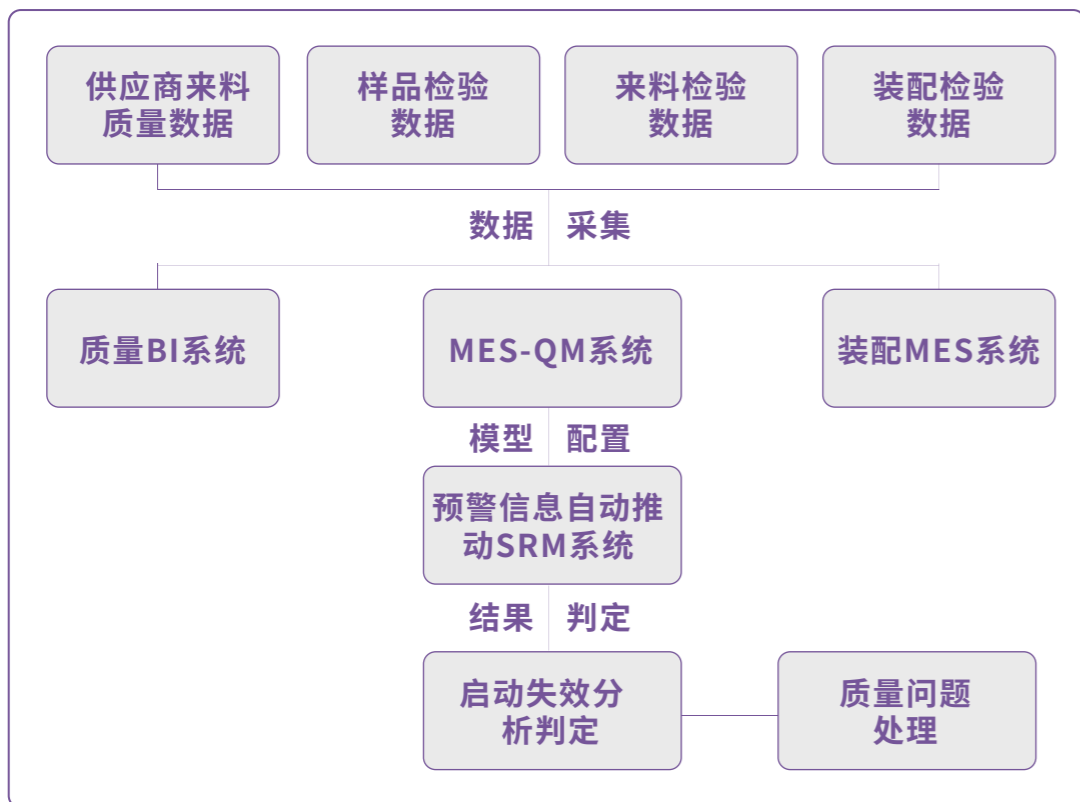 供应商来料
质量数据
样品检验
数据
来料检验
数据
装配检验
数据
数据 采集
质量BI系统
MES-QM系统
装配MES系统
模型 配置
预警信息自动推
动SRM系统
结果 判定
启动失效分
析判定
质量问题
处理